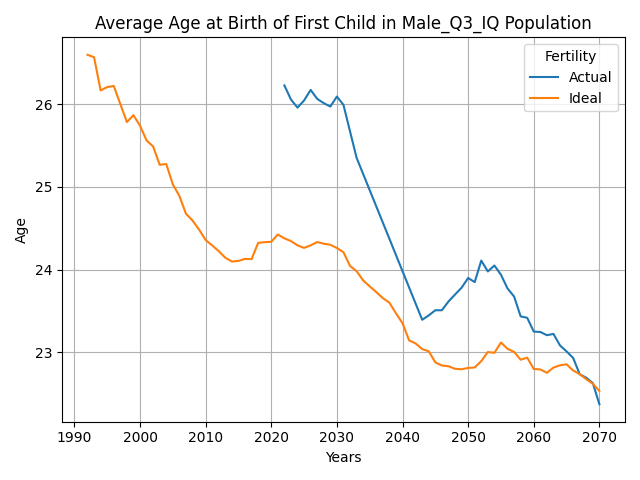 Average Age at Birth of First Child in Male_Q3_IQ Population
Fertility
Actual
Ideal
Age
26
25
24
23
1990 2000 2010 2020 2030 2040 2050 2060 2070
Years